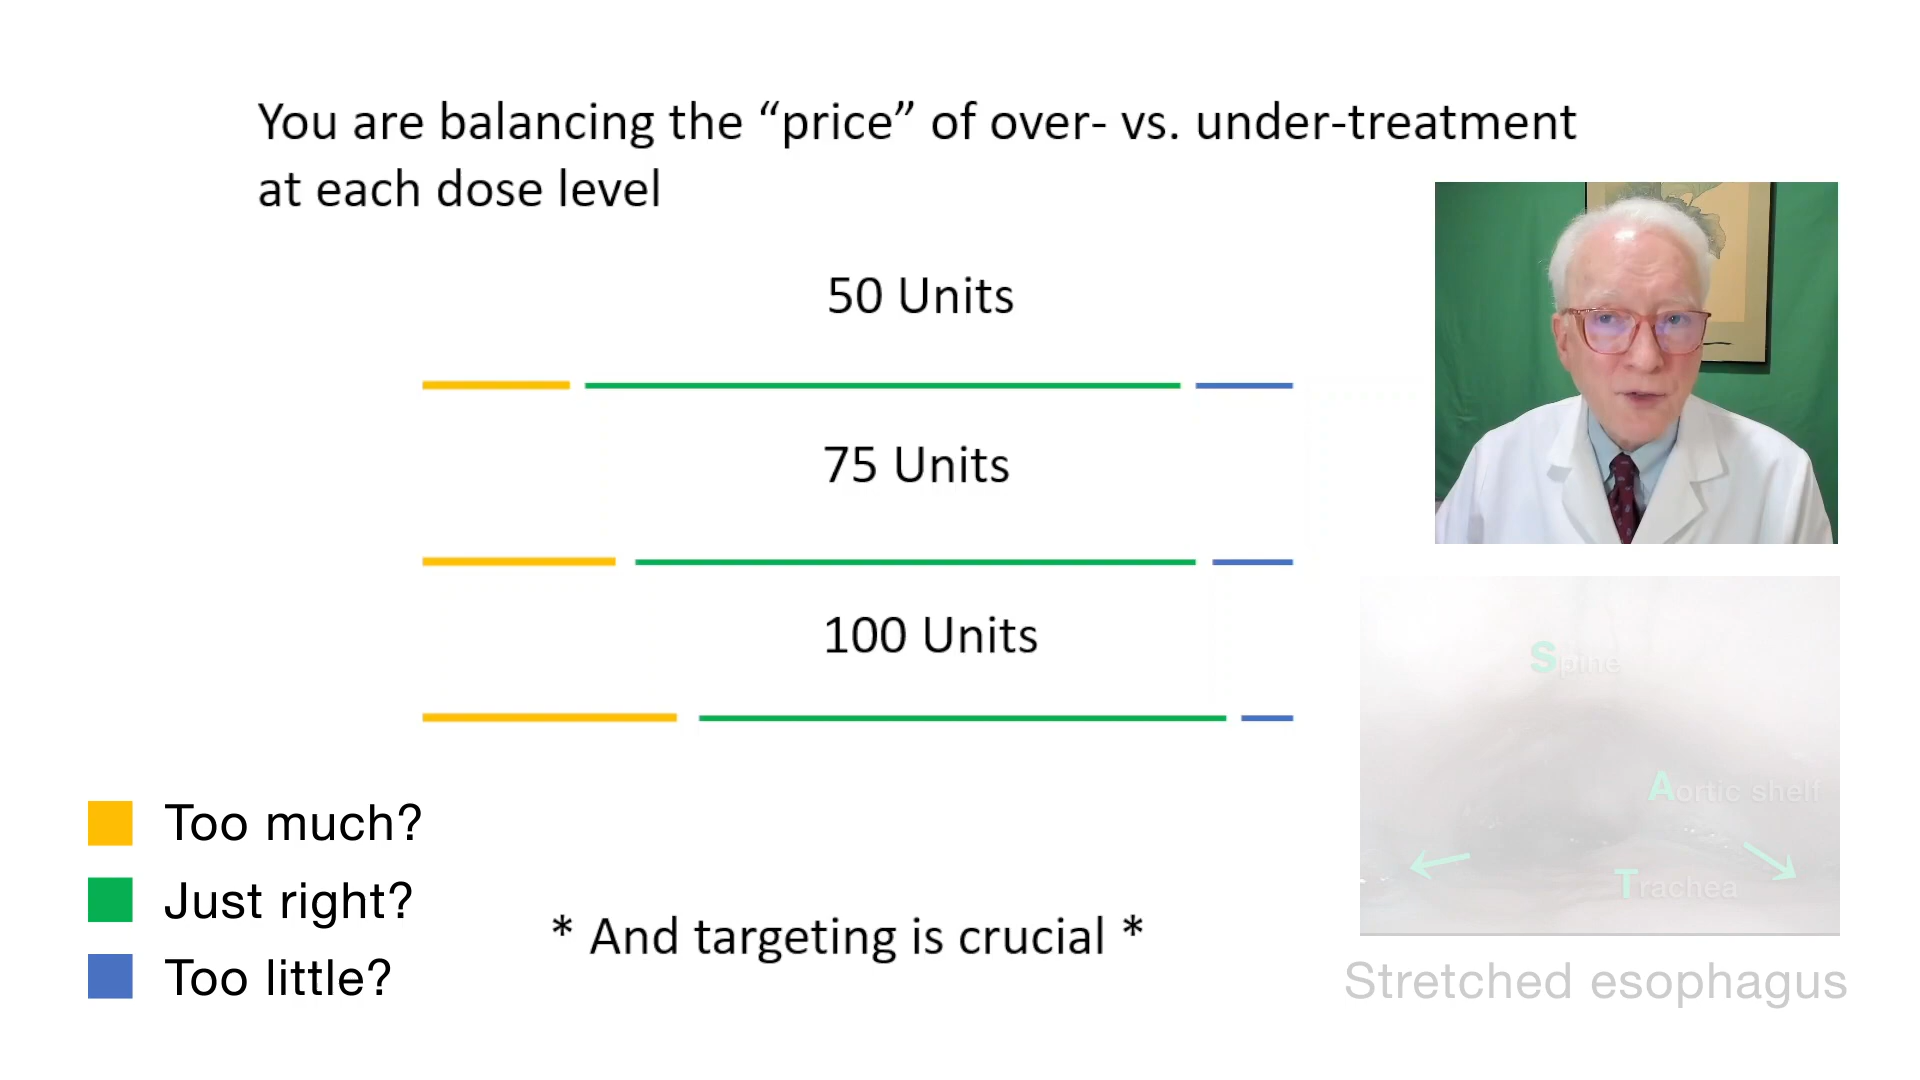 You are balancing the “price” of over- vs. under-treatment
at each dose level
50 Units
75 Units
100 Units
Too much?
Just right?
Too little?
* And targeting is crucial *
Spine
Aortic shelf
Trachea
Stretched esophagus